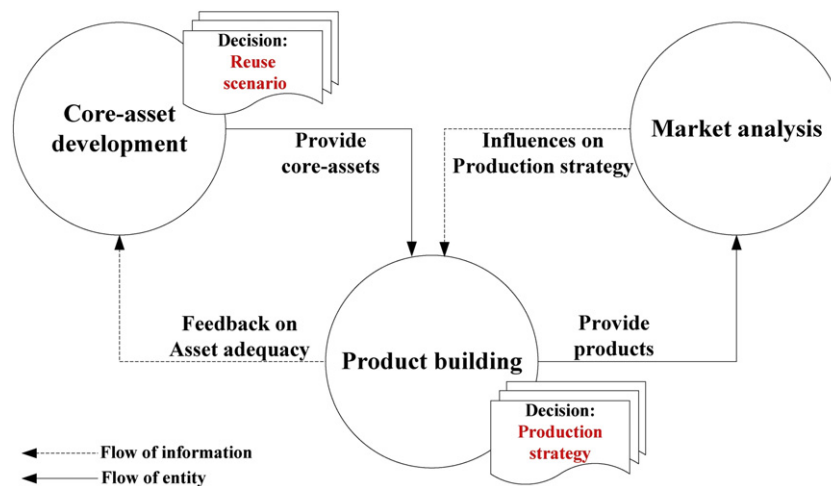 Decision:
Reuse
scenario
Core-asset
development
Market analysis
Provide
core-assets
Influences on
Production strategy
Feedback on
Asset adequacy
Product building
Provide
products
Decision:
Production
strategy
Flow of information
Flow of entity